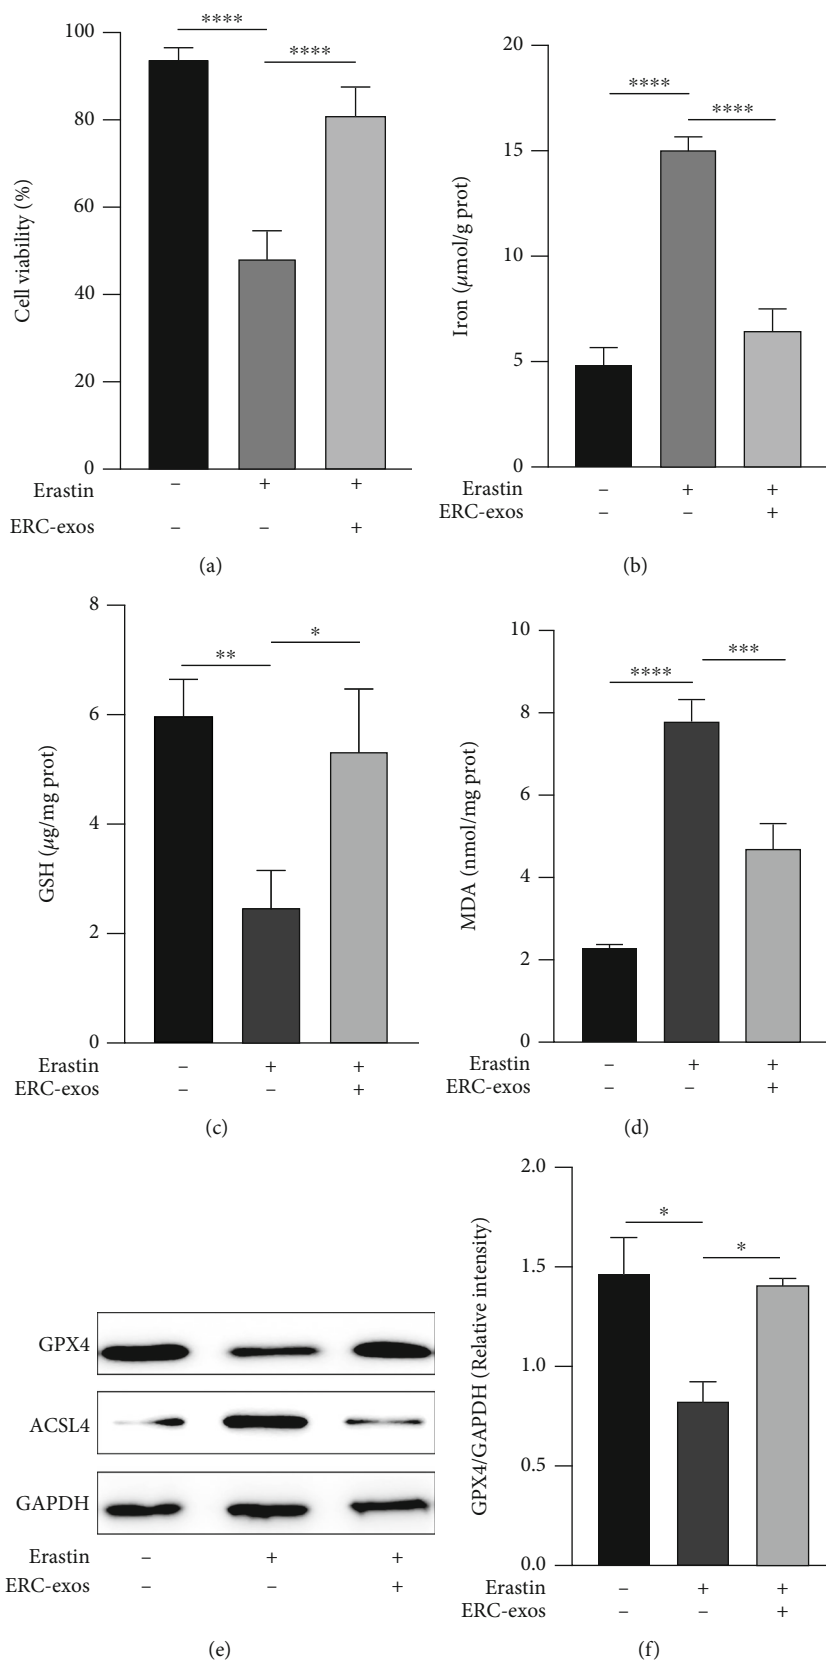 Cell viability (%)
100
80
60
40
20
0
****
****
Erastin – + +
ERC-exos – – +
(a)
Iron (μmol/g prot)
20
15
10
5
0
****
****
Erastin – + +
ERC-exos – – +
(b)
GSH (μg/mg prot)
8
6
4
2
0
**
*
Erastin – + +
ERC-exos – – +
(c)
MDA (nmol/mg prot)
10
8
6
4
2
0
****
***
Erastin – + +
ERC-exos – – +
(d)
GPX4
ACSL4
GAPDH
Erastin – + +
ERC-exos – – +
(e)
GPX4/GAPDH (Relative intensity)
2.0
1.5
1.0
0.5
0.0
*
*
Erastin – + +
ERC-exos – – +
(f)